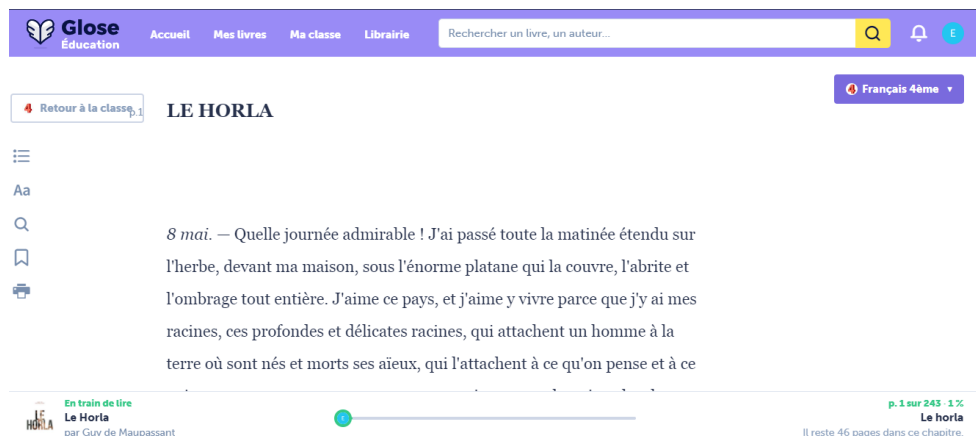 Glose
Éducation
Accueil
Mes livres
Ma classe
Librairie
Rechercher un livre, un auteur...
E
4 Retour à la classe
p.1
LE HORLA
4 Français 4ème
Aa
8 mai. — Quelle journée admirable ! J'ai passé toute la matinée étendu sur
l'herbe, devant ma maison, sous l'énorme platane qui la couvre, l'abrite et
l'ombrage tout entière. J'aime ce pays, et j'aime y vivre parce que j'y ai mes
racines, ces profondes et délicates racines, qui attachent un homme à la
terre où sont nés et morts ses aïeux, qui l'attachent à ce qu'on pense et à ce
LE
HORLA
En train de lire
Le Horla
par Guy de Maupassant
E
p. 1 sur 243 · 1 %
Le horla
Il reste 46 pages dans ce chapitre.